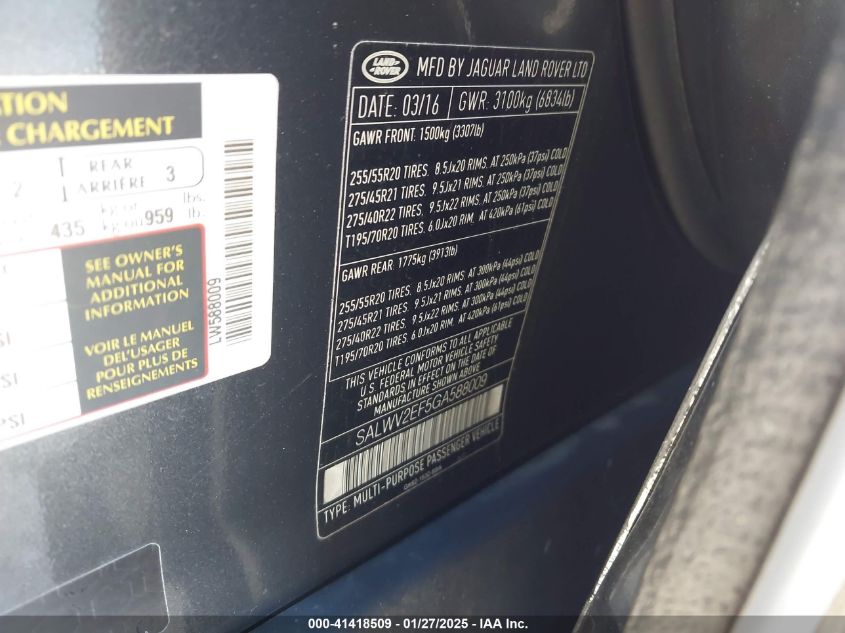 TION
CHARGEMENT
2
REAR
ARRIÈRE 3
435 kg or 959 lbs.
SEE OWNER'S
MANUAL FOR
ADDITIONAL
INFORMATION
VOIR LE MANUEL
DEL'USAGER
POUR PLUS DE
RENSEIGNEMENTS
PSI
LW588009
LAND-
ROVER
MFD BY JAGUAR LAND ROVER LTD
DATE: 03/16 GWR: 3100kg (6834lb)
GAWR FRONT: 1500kg (3307lb)
255/55R20 TIRES. 8.5Jx20 RIMS. AT 250kPa (37psi) COLD
275/45R21 TIRES. 9.5Jx21 RIMS. AT 250kPa (37psi) COLD
275/40R22 TIRES. 9.5Jx22 RIMS. AT 250kPa (37psi) COLD
T195/70R20 TIRES. 6.0Jx20 RIM. AT 420kPa (61psi) COLD
GAWR REAR: 1775kg (3913lb)
255/55R20 TIRES. 8.5Jx20 RIMS. AT 300kPa (44psi) COLD
275/45R21 TIRES. 9.5Jx21 RIMS. AT 300kPa (44psi) COLD
275/40R22 TIRES. 9.5Jx22 RIMS. AT 300kPa (44psi) COLD
T195/70R20 TIRES. 6.0Jx20 RIM. AT 420kPa (61psi) COLD
THIS VEHICLE CONFORMS TO ALL APPLICABLE
U.S. FEDERAL MOTOR VEHICLE SAFETY
STANDARDS IN EFFECT ON THE DATE OF
MANUFACTURE SHOWN ABOVE
SALWV2EF5GA588009
TYPE: MULTI-PURPOSE PASSENGER VEHICLE
000-41418509 - 01/27/2025 - IAA Inc.